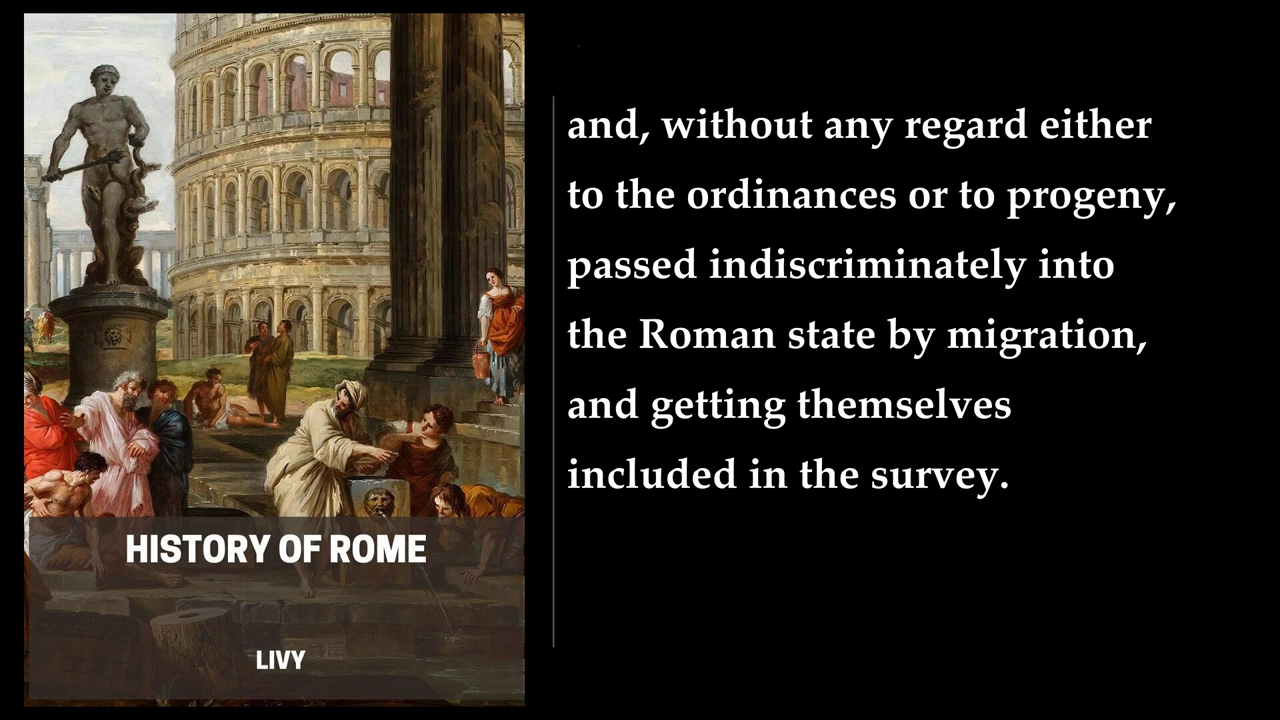 HISTORY OF ROME
LIVY
and, without any regard either
to the ordinances or to progeny,
passed indiscriminately into
the Roman state by migration,
and getting themselves
included in the survey.